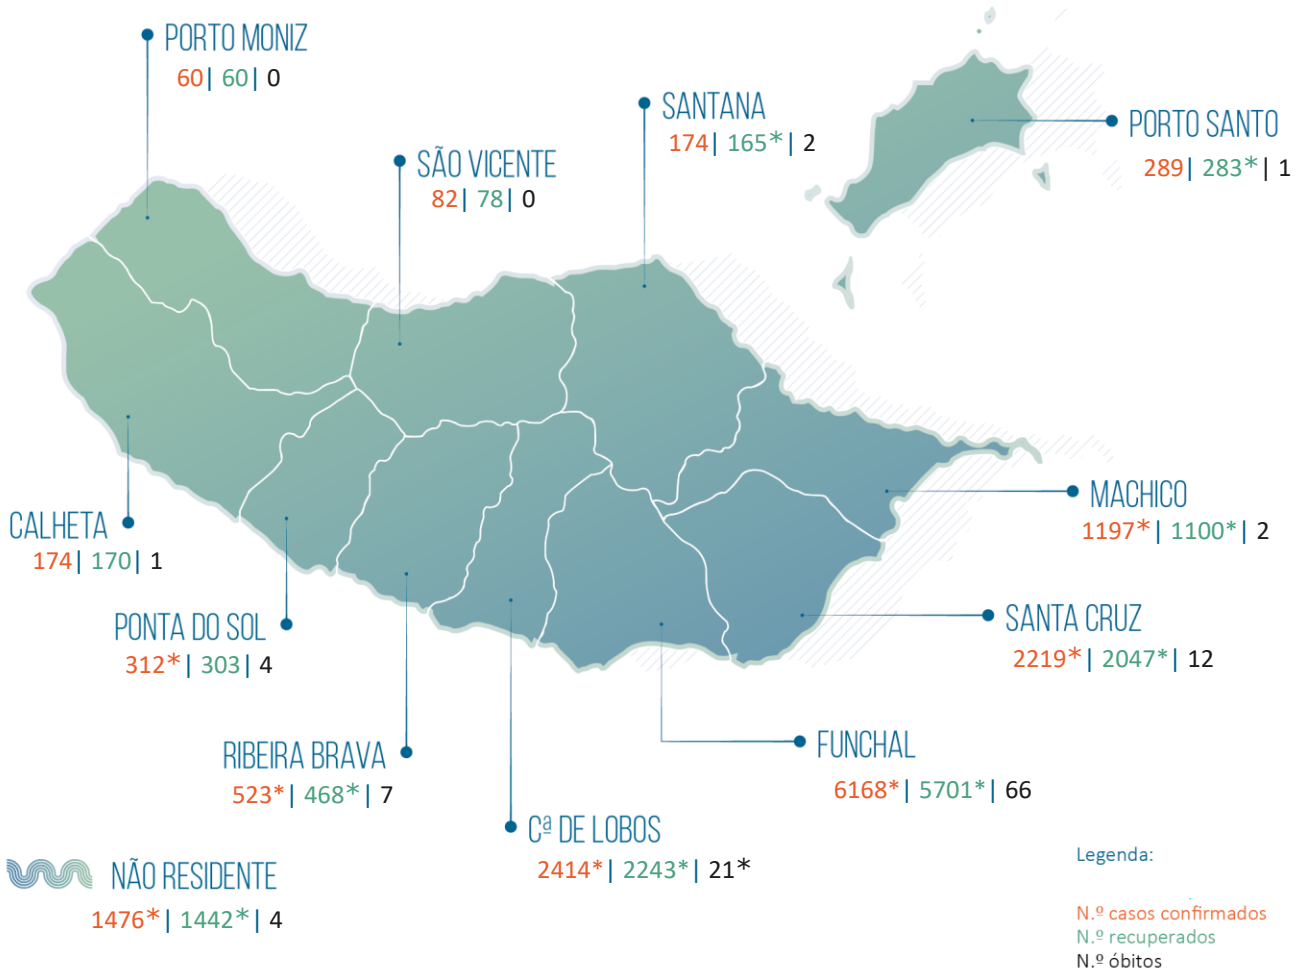 PORTO MONIZ
60| 60| 0
SANTANA
174| 165*| 2
PORTO SANTO
289| 283*| 1
SÃO VICENTE
82| 78| 0
MACHICO
1197*| 1100*| 2
CALHETA
174| 170| 1
SANTA CRUZ
2219*| 2047*| 12
PONTA DO SOL
312*| 303| 4
FUNCHAL
6168*| 5701*| 66
RIBEIRA BRAVA
523*| 468*| 7
Cª DE LOBOS
2414*| 2243*| 21*
NÃO RESIDENTE
1476*| 1442*| 4
Legenda:
N.º casos confirmados
N.º recuperados
N.º óbitos